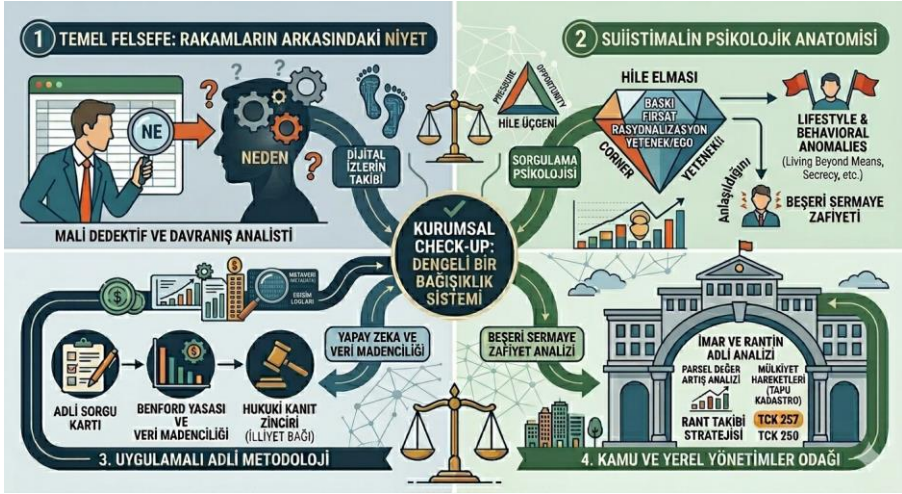 1 TEMEL FELSEFE: RAKAMLARIN ARKASINDAKİ NİYET
NE
NEDEN
DİJİTAL
İZLERİN
TAKİBİ
MALİ DEDEKTİF VE DAVRANIŞ ANALİSTİ
2 SUİİSTİMALİN PSİKOLOJİK ANATOMİSİ
PRESSURE
OPPORTUNITY
HİLE ÜÇGENİ
SORGULAMA
PSİKOLOJİSİ
HİLE ELMASI
BASKI
FIRSAT
RASYDNALIZASYON
YETENEK/EGO
CORNER
Anlaşıldığını
LIFESTYLE &
BEHAVIORAL
ANOMALIES
(Living Beyond Means,
Secrecy, etc.)
BEŞERİ SERMAYE
ZAFİYETİ
KURUMSAL
CHECK-UP:
DENGELİ BİR
BAĞIŞIKLIK
SİSTEMİ
METAVERİ
LOGLARI
YAPAY ZEKA VE
VERİ MADENCİLİĞİ
ADLİ SORGU
KARTI
BENFORD YASASI
VE
VERİ MADENCİLİĞİ
HUKUKİ KANIT
ZİNCİRİ
(İLLİYET BAĞI)
3. UYGULAMALI ADLİ METODOLOJİ
BEŞERİ SERMAYE
ZAFİYET ANALİZİ
İMAR VE RANTİN
ADLİ ANALİZİ
PARSEL DEĞER
ARTIŞ ANALİZİ
MÜLKİYET
HAREKETLERİ
(TAPU
KADASTRO)
RANT TAKİBİ
STRATEJİSİ
TCK 257
TCK 250
4. KAMU VE YEREL YÖNETİMLER ODAĞI